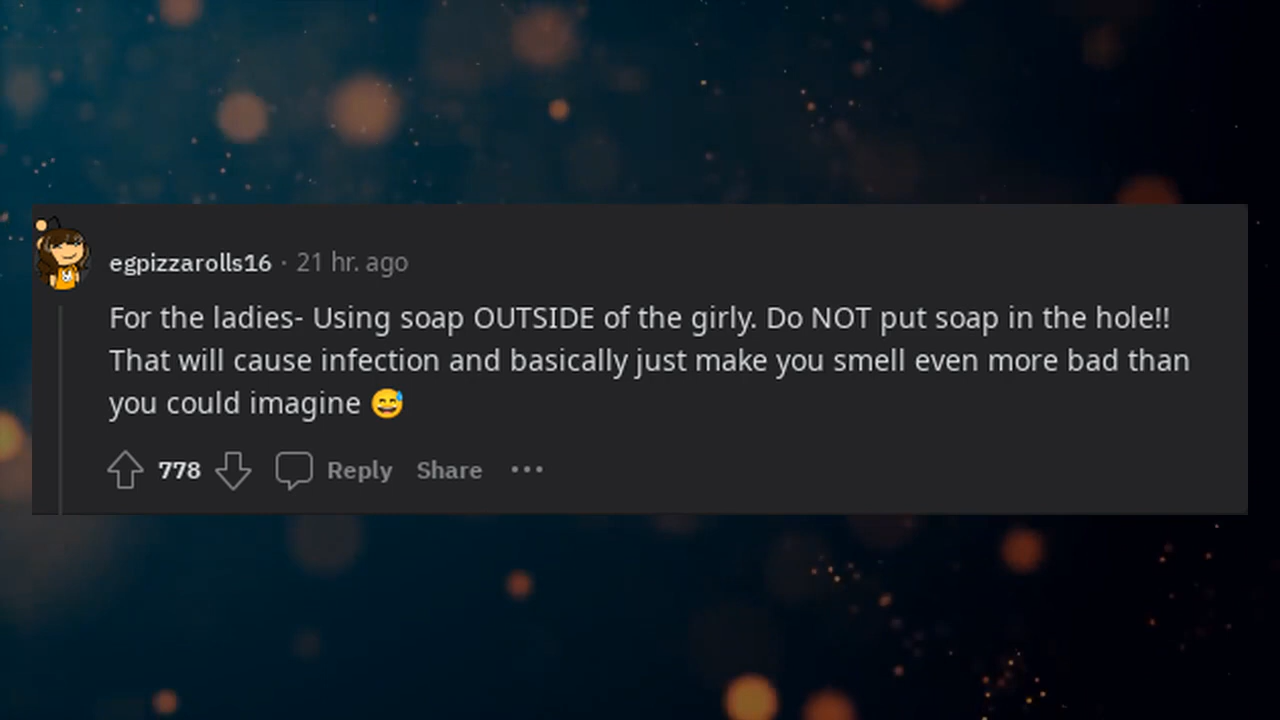 egpizzarolls16 · 21 hr. ago
For the ladies- Using soap OUTSIDE of the girly. Do NOT put soap in the hole!!
That will cause infection and basically just make you smell even more bad than
you could imagine 😅
778 Reply Share ···